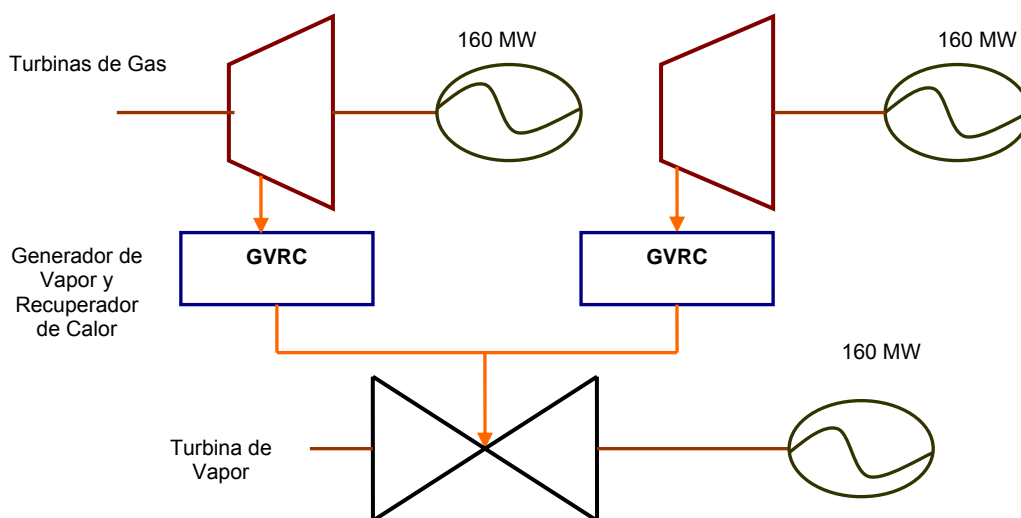 160 MW
160 MW
Turbinas de Gas
GVRC
GVRC
Generador de
Vapor y
Recuperador
de Calor
160 MW
Turbina de
Vapor